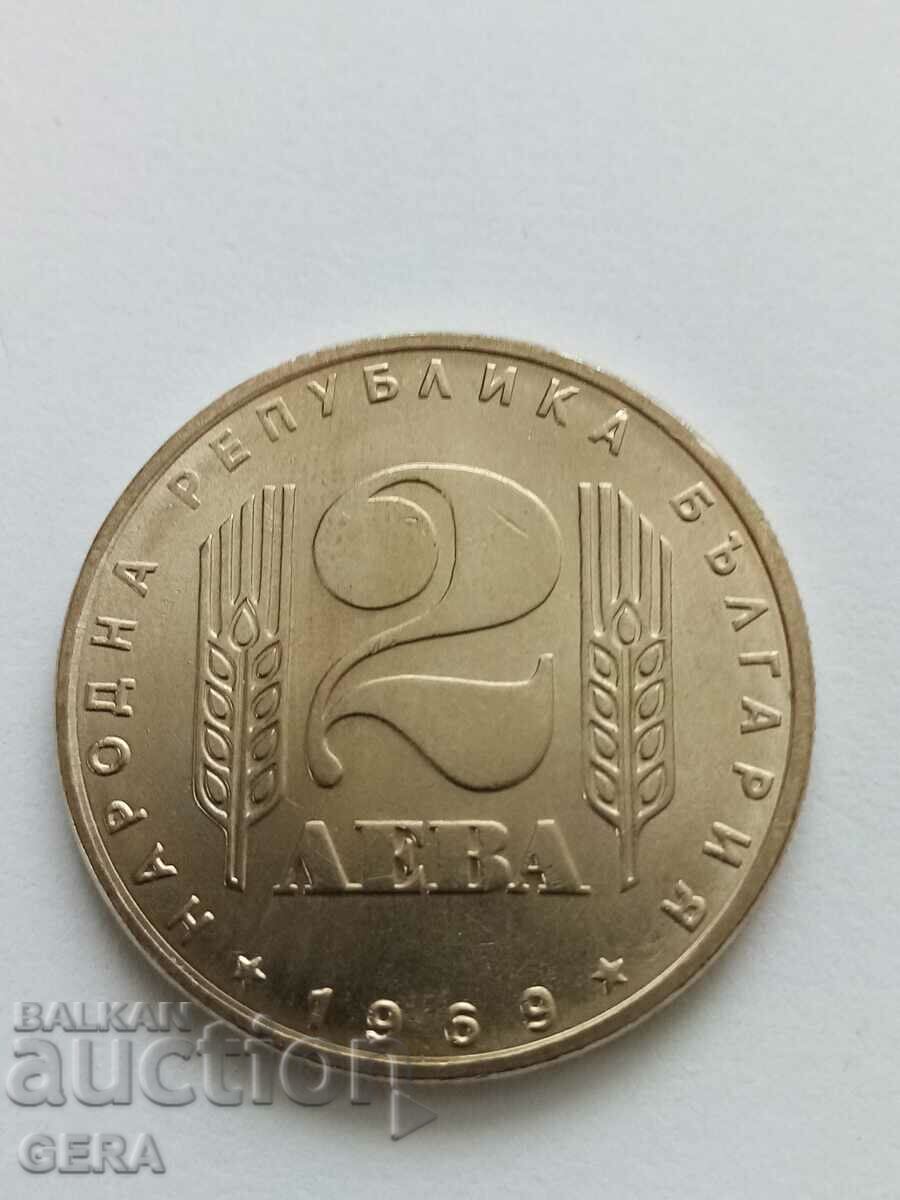 НАРОДНА РЕПУБЛИКА БЪЛГАРИЯ
2
ЛЕВА
★ 1969 ★
BALKAN
auction
GERA